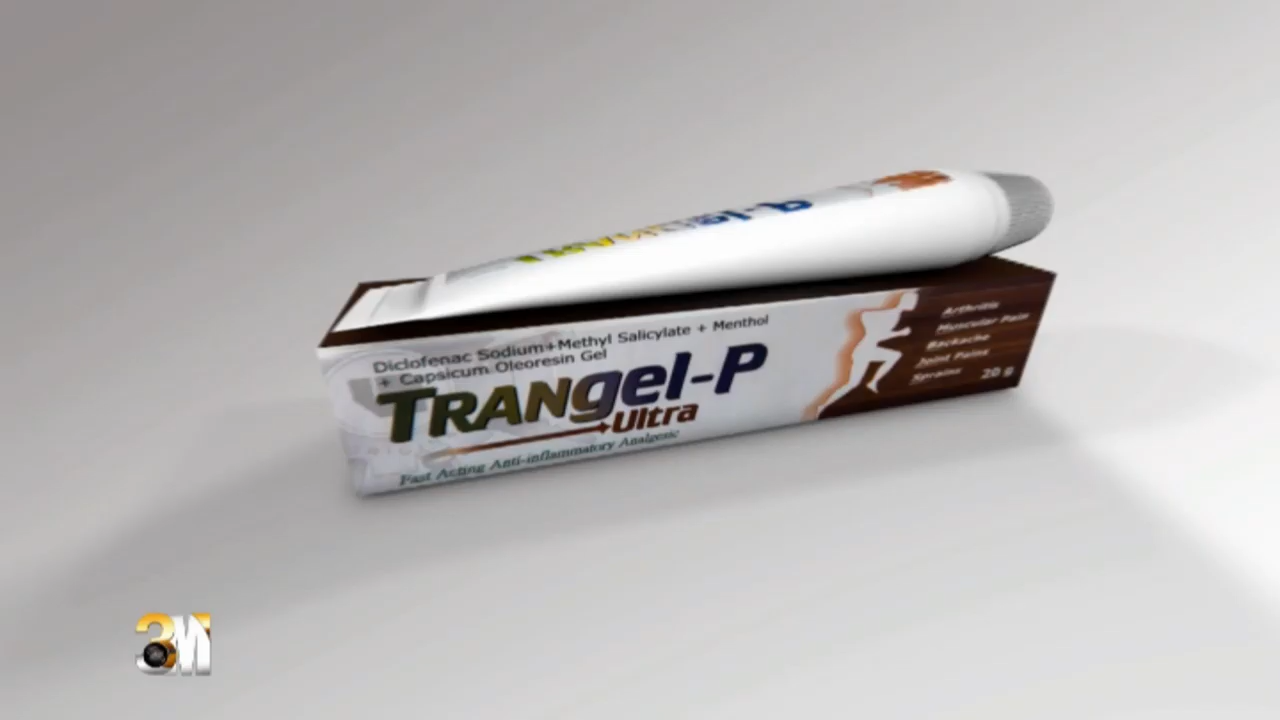 TRANgel-P
Diclofenac Sodium+Methyl Salicylate + Menthol
+ Capsicum Oleoresin Gel
TRANgel-P
Ultra
Fast Acting Anti-inflammatory Analgesic
Arthritis
Muscular Pain
Backache
Joint Pains
Sprains
20 g
3M